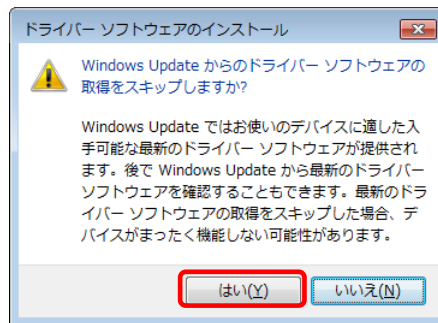 ドライバー ソフトウェアのインストール
Windows Update からのドライバー ソフトウェアの
取得をスキップしますか?
Windows Update ではお使いのデバイスに適した入
手可能な最新のドライバー ソフトウェアが提供され
ます。後で Windows Update から最新のドライバー
ソフトウェアを確認することもできます。最新のドラ
イバー ソフトウェアの取得をスキップした場合、デ
バイスがまったく機能しない可能性があります。
はい(Y)
いいえ(N)